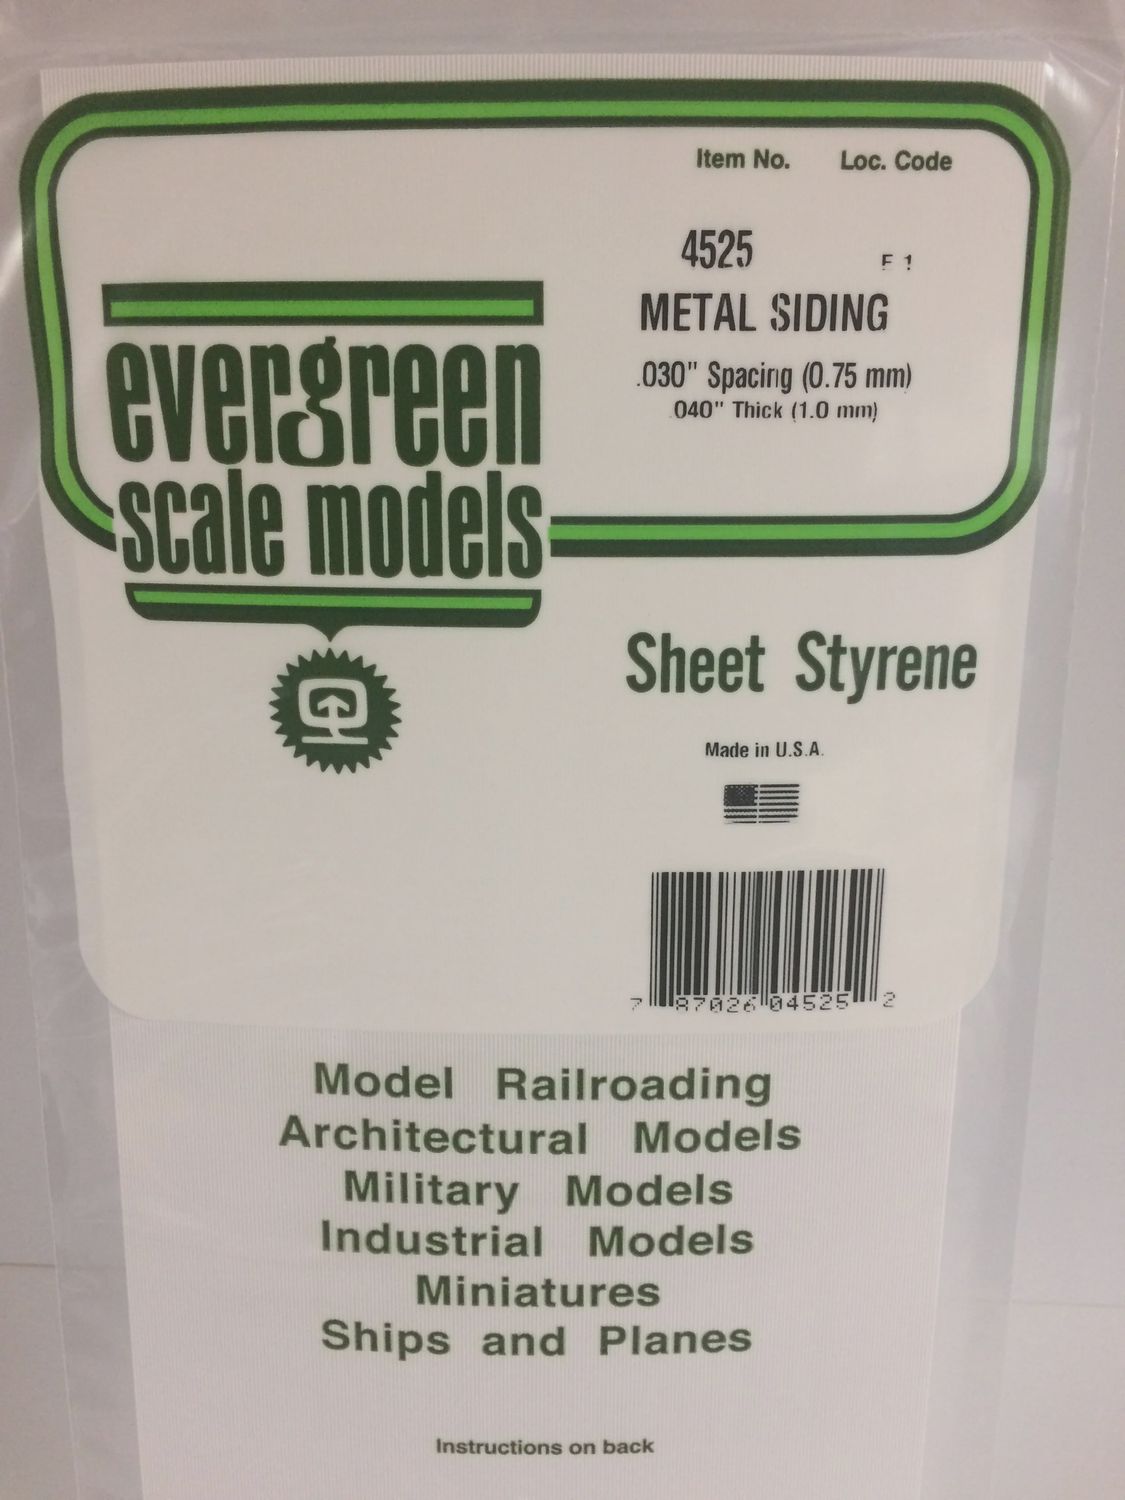 Item No. Loc. Code
4525 F 1
METAL SIDING
.030" Spacing (0.75 mm)
.040" Thick (1.0 mm)
evergreen
scale models
Sheet Styrene
Made in U.S.A.
7 87026 04525 2
Model Railroading
Architectural Models
Military Models
Industrial Models
Miniatures
Ships and Planes
Instructions on back